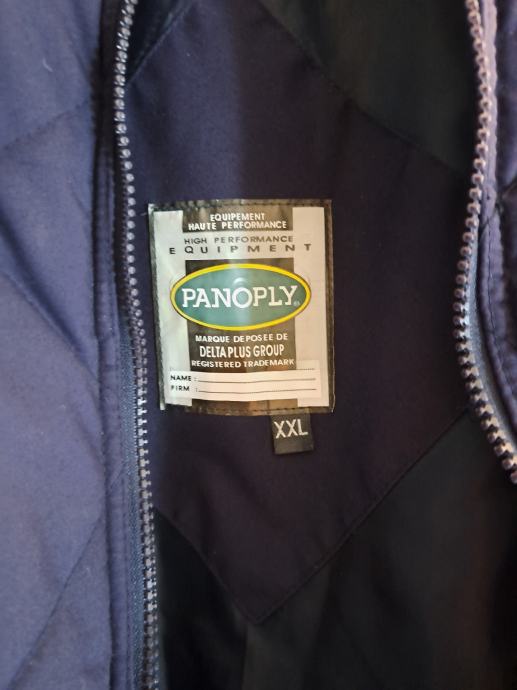 EQUIPEMENT
HAUTE PERFORMANCE
HIGH PERFORMANCE
EQUIPMENT
PANOPLY®
MARQUE DEPOSEE DE
DELTA PLUS GROUP
REGISTERED TRADEMARK
NAME :
FIRM :
XXL